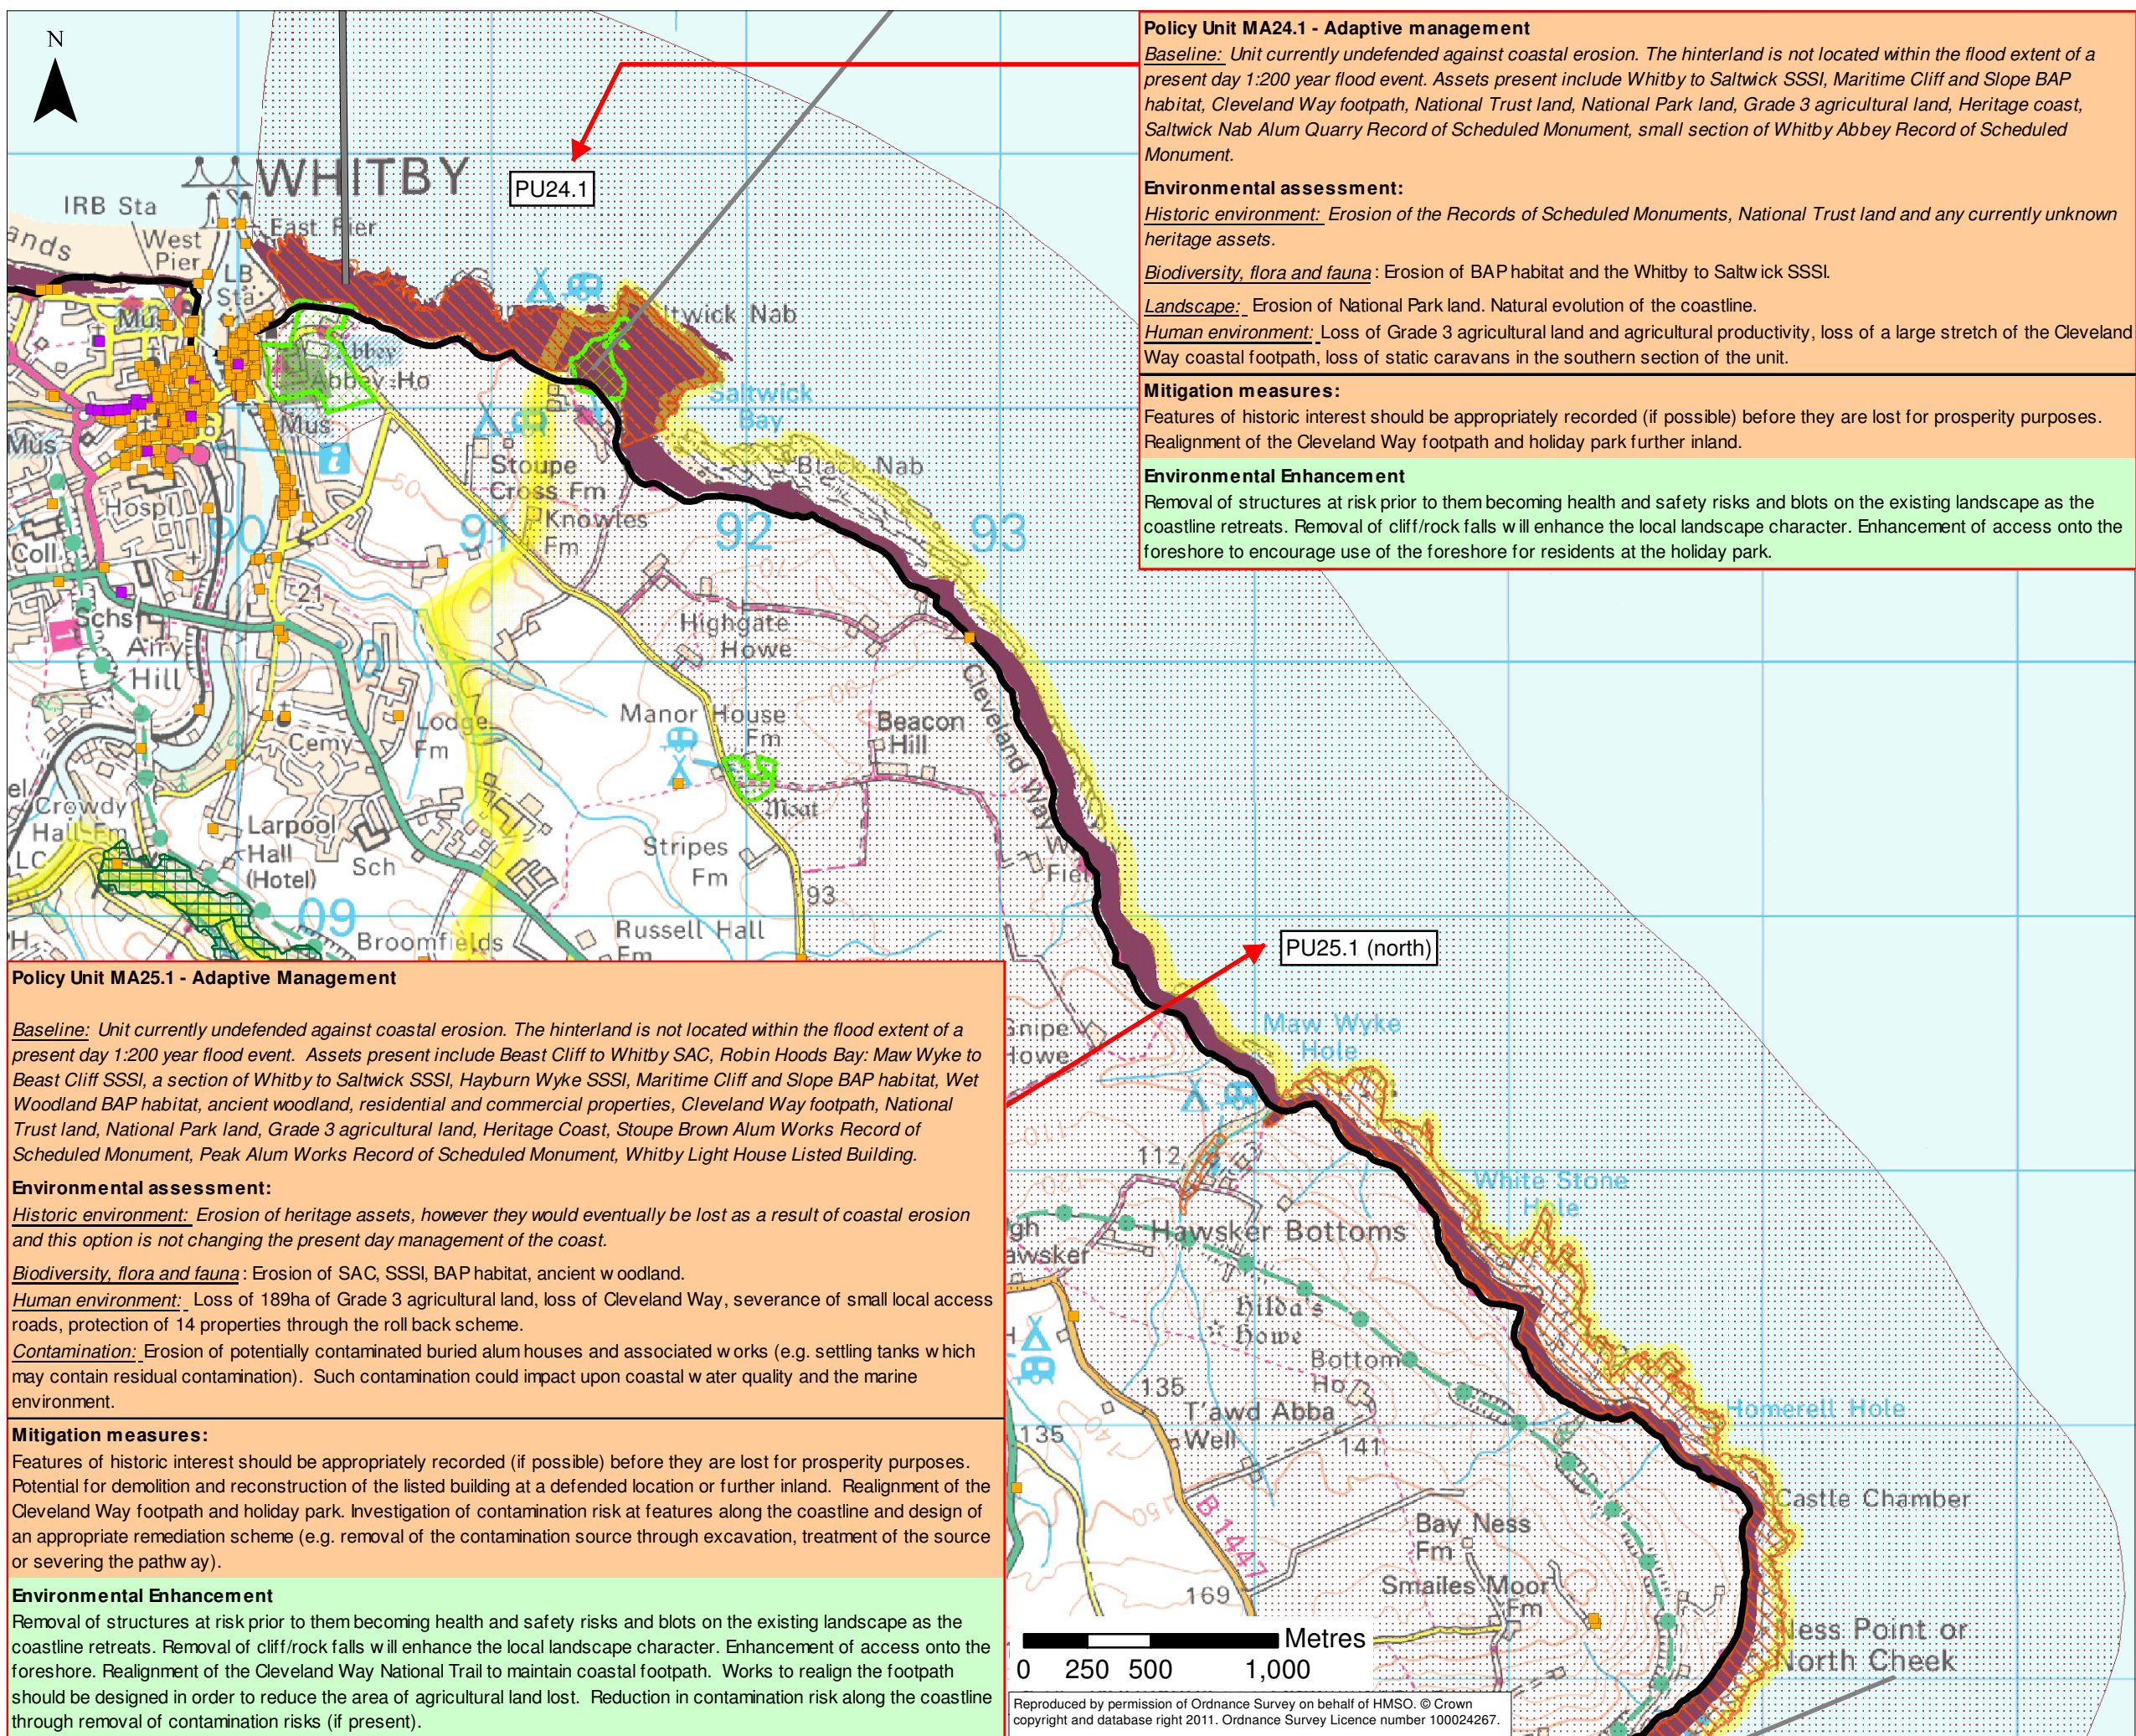 Policy Unit MA24.1 - Adaptive management
Baseline: Unit currently undefended against coastal erosion. The hinterland is not located within the flood extent of a
present day 1:200 year flood event. Assets present include Whitby to Saltwick SSSI, Maritime Cliff and Slope BAP
habitat, Cleveland Way footpath, National Trust land, National Park land, Grade 3 agricultural land, Heritage coast,
Saltwick Nab Alum Quarry Record of Scheduled Monument, small section of Whitby Abbey Record of Scheduled
Monument.
Environmental assessment:
Historic environment: Erosion of the Records of Scheduled Monuments, National Trust land and any currently unknown
heritage assets.
Biodiversity, flora and fauna: Erosion of BAP habitat and the Whitby to Saltwick SSSI.
Landscape: Erosion of National Park land. Natural evolution of the coastline.
Human environment: Loss of Grade 3 agricultural land and agricultural productivity, loss of a large stretch of the Cleveland
Way coastal footpath, loss of static caravans in the southern section of the unit.
Mitigation measures:
Features of historic interest should be appropriately recorded (if possible) before they are lost for prosperity purposes.
Realignment of the Cleveland Way footpath and holiday park further inland.
Environmental Enhancement
Removal of structures at risk prior to them becoming health and safety risks and blots on the existing landscape as the
coastline retreats. Removal of cliff/rock falls will enhance the local landscape character. Enhancement of access onto the
foreshore to encourage use of the foreshore for residents at the holiday park.
N
PU24.1
WHITBY
IRB Sta
East Pier
West
Pier
ands
LB
Sta
Mus
Abbey
Abbey Ho
Mus
Mus
i
twick Nab
Saltwick
Bay
Black Nab
Stoupe
Cross Fm
Knowles
Fm
50
90
91
92
93
Hospl
Coll
Schs
Airy
Hill
21
70
Highgate
Howe
90
Cleveland Way
Manor House
Fm
Beacon
Hill
Moat
Lodge
Fm
Cemy
Crowdy
Hall Fm
LC
Larpool
Hall
(Hotel)
Sch
Stripes
Fm
93
09
Broomfields
Russell Hall
Fm
PU25.1 (north)
Gnipe
Howe
Maw Wyke
Hole
110
112
120
White Stone
Hole
Hawsker Bottoms
gh
awsker
Hilda's
Howe
Bottom
Ho
135
135
140
T'awd Abba
Well
141
150
B 1447
Homerell Hole
Castle Chamber
Bay Ness
Fm
Smailes Moor
Fm
169
Ness Point or
North Cheek
Policy Unit MA25.1 - Adaptive Management
Baseline: Unit currently undefended against coastal erosion. The hinterland is not located within the flood extent of a
present day 1:200 year flood event. Assets present include Beast Cliff to Whitby SAC, Robin Hoods Bay: Maw Wyke to
Beast Cliff SSSI, a section of Whitby to Saltwick SSSI, Hayburn Wyke SSSI, Maritime Cliff and Slope BAP habitat, Wet
Woodland BAP habitat, ancient woodland, residential and commercial properties, Cleveland Way footpath, National
Trust land, National Park land, Grade 3 agricultural land, Heritage Coast, Stoupe Brown Alum Works Record of
Scheduled Monument, Peak Alum Works Record of Scheduled Monument, Whitby Light House Listed Building.
Environmental assessment:
Historic environment: Erosion of heritage assets, however they would eventually be lost as a result of coastal erosion
and this option is not changing the present day management of the coast.
Biodiversity, flora and fauna: Erosion of SAC, SSSI, BAP habitat, ancient woodland.
Human environment: Loss of 189ha of Grade 3 agricultural land, loss of Cleveland Way, severance of small local access
roads, protection of 14 properties through the roll back scheme.
Contamination: Erosion of potentially contaminated buried alum houses and associated works (e.g. settling tanks which
may contain residual contamination). Such contamination could impact upon coastal water quality and the marine
environment.
Mitigation measures:
Features of historic interest should be appropriately recorded (if possible) before they are lost for prosperity purposes.
Potential for demolition and reconstruction of the listed building at a defended location or further inland. Realignment of the
Cleveland Way footpath and holiday park. Investigation of contamination risk at features along the coastline and design of
an appropriate remediation scheme (e.g. removal of the contamination source through excavation, treatment of the source
or severing the pathway).
Environmental Enhancement
Removal of structures at risk prior to them becoming health and safety risks and blots on the existing landscape as the
coastline retreats. Removal of cliff/rock falls will enhance the local landscape character. Enhancement of access onto the
foreshore. Realignment of the Cleveland Way National Trail to maintain coastal footpath. Works to realign the footpath
should be designed in order to reduce the area of agricultural land lost. Reduction in contamination risk along the coastline
through removal of contamination risks (if present).
Metres
0 250 500 1,000
Reproduced by permission of Ordnance Survey on behalf of HMSO. © Crown
copyright and database right 2011. Ordnance Survey Licence number 100024267.